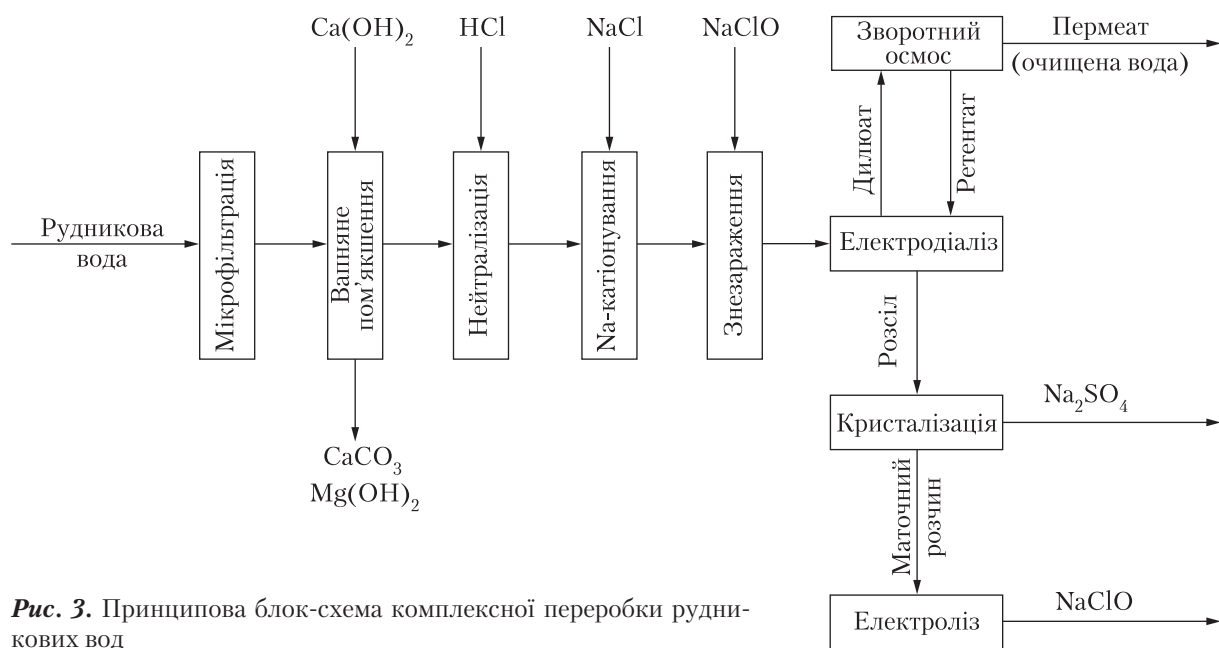 Ca(OH)₂
HCl
NaCl
NaClO
Рудникова
вода
Мікрофільтрація
Вапняне
пом’якшення
Нейтралізація
Na-катіонування
Знезараження
CaCO₃
Mg(OH)₂
Зворотний
осмос
Пермеат
(очищена вода)
Дилюат
Ретентат
Електродіаліз
Розсіл
Кристалізація
Na₂SO₄
Маточний
розчин
Електроліз
NaClO
Рис. 3. Принципова блок-схема комплексної переробки рудни-
кових вод